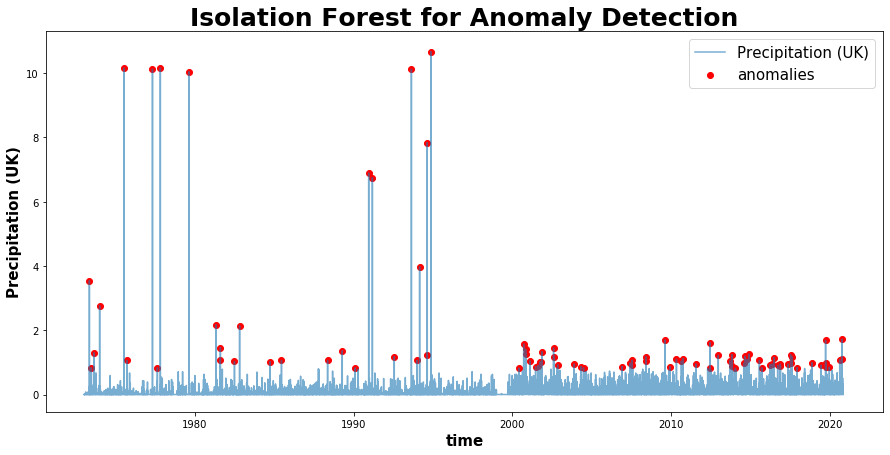 Isolation Forest for Anomaly Detection
Precipitation (UK)
anomalies
Precipitation (UK)
10
8
6
4
2
0
1980
1990
2000
2010
2020
time